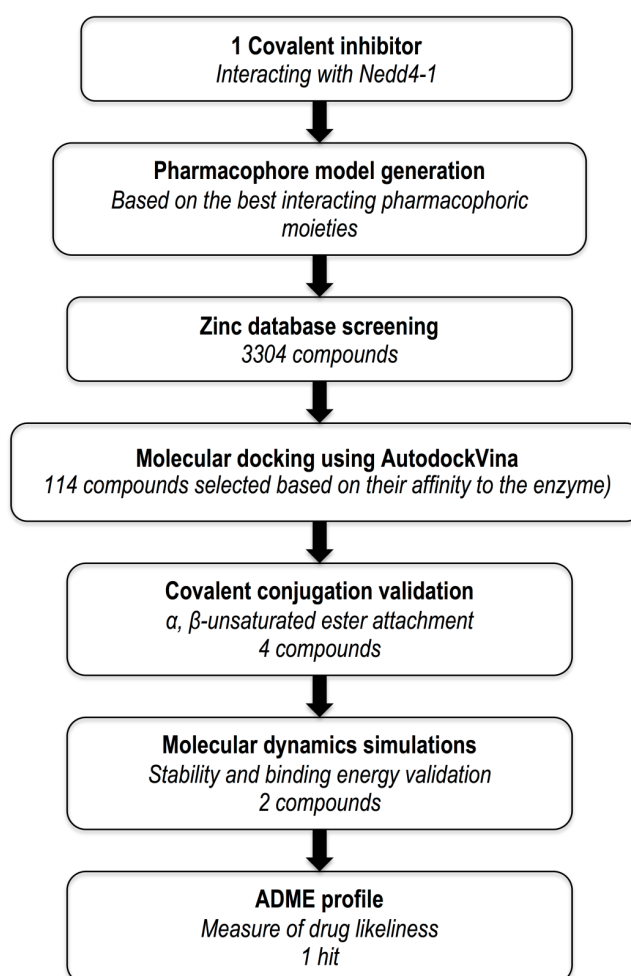 1 Covalent inhibitor
Interacting with Nedd4-1
Pharmacophore model generation
Based on the best interacting pharmacophoric
moieties
Zinc database screening
3304 compounds
Molecular docking using AutodockVina
114 compounds selected based on their affinity to the enzyme)
Covalent conjugation validation
α, β-unsaturated ester attachment
4 compounds
Molecular dynamics simulations
Stability and binding energy validation
2 compounds
ADME profile
Measure of drug likeliness
1 hit